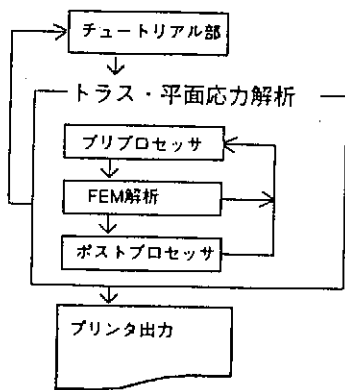 チュートリアル部
トラス・平面応力解析
プリプロセッサ
FEM解析
ポストプロセッサ
プリンタ出力